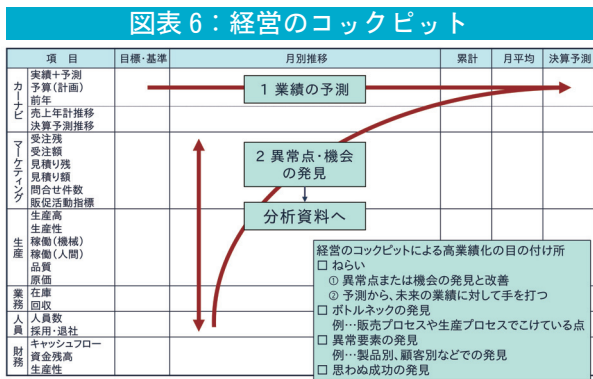 図表6：経営のコックピット
項　目
目標・基準
月別推移
累計
月平均
決算予測
カーナビ
実績＋予測
予算(計画)
前年
売上年計推移
決算予測推移
マーケティング
受注残
受注額
見積り残
見積り額
問合せ件数
販促活動指標
生産
生産高
生産性
稼働(機械)
稼働(人間)
品質
原価
業務
在庫
回収
人員
人員数
採用・退社
財務
キャッシュフロー
資金残高
生産性
1 業績の予測
2 異常点・機会
の発見
分析資料へ
経営のコックピットによる高業績化の目の付け所
□ ねらい
① 異常点または機会の発見と改善
② 予測から、未来の業績に対して手を打つ
□ ボトルネックの発見
例…販売プロセスや生産プロセスでこけている点
□ 異常要素の発見
例…製品別、顧客別などでの発見
□ 思わぬ成功の発見